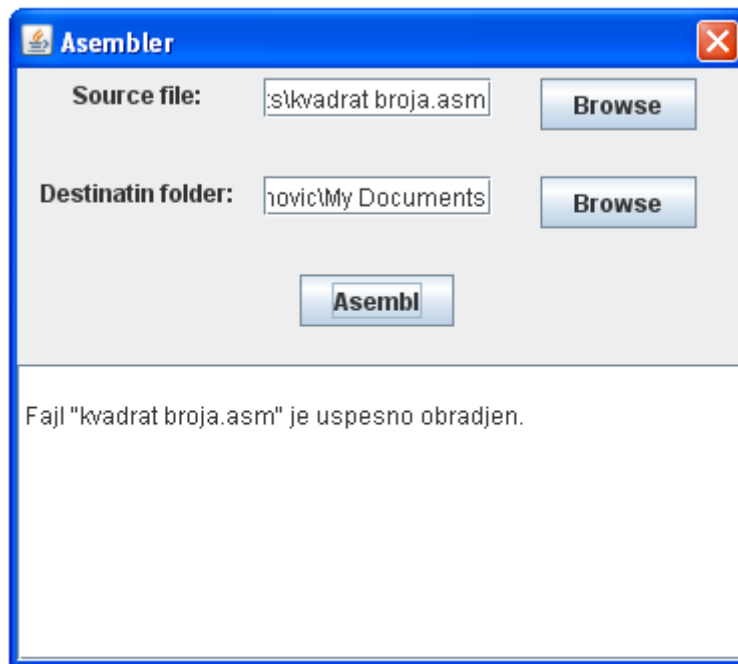 Asembler
Source file: :s\kvadrat broja.asm Browse
Destinatin folder: novic\My Documents Browse
Asembl
Fajl "kvadrat broja.asm" je uspesno obradjen.